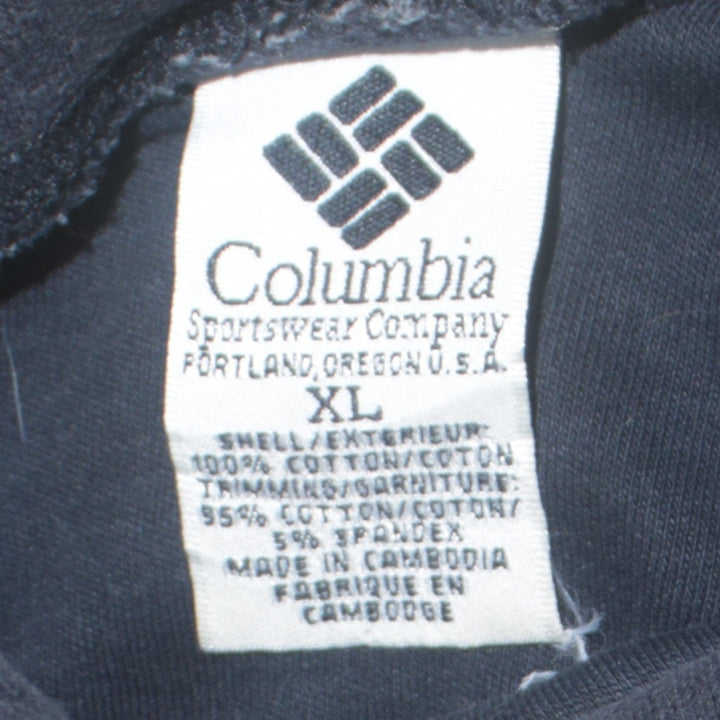 Columbia
Sportswear Company
PORTLAND, OREGON U.S.A.
XL
SHELL/EXTERIEUR:
100% COTTON/COTON
TRIMMING/GARNITURE:
95% COTTON/COTON/
5% SPANDEX
MADE IN CAMBODIA
FABRIQUE EN
CAMBODGE